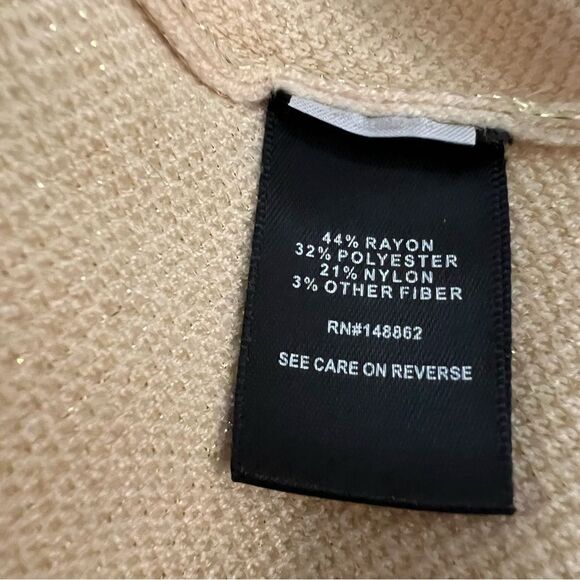 44% RAYON
32% POLYESTER
21% NYLON
3% OTHER FIBER
RN#148862
SEE CARE ON REVERSE